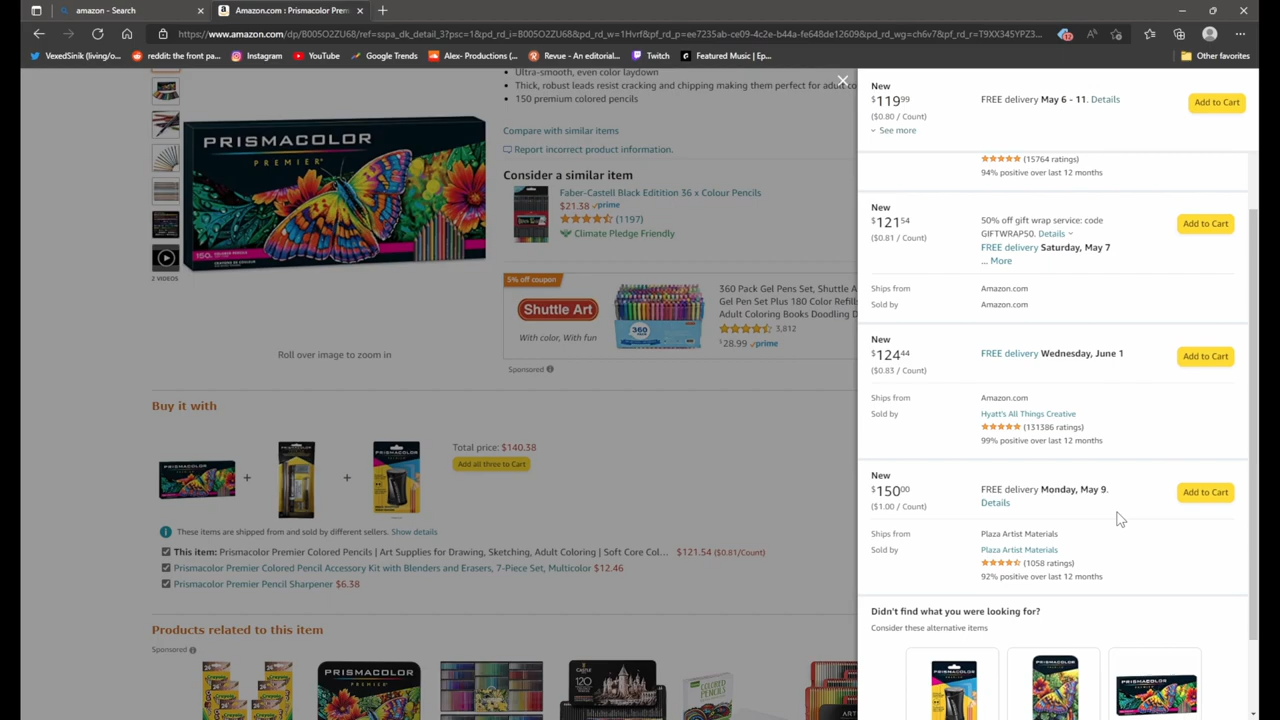 amazon - Search
Amazon.com : Prismacolor Prem
https://www.amazon.com/dp/B005O2ZU68/ref=sspa_dk_detail_3?psc=1&pd_rd_i=B005O2ZU68&pd_rd_w=1Hvrf&pf_rd_p=ee7235ab-ce09-4c2e-b44a-fe648de12609&pd_rd_wg=ch6v7&pf_rd_r=T9XX345YPZ3...
VexedSinik (living/o...
reddit: the front pa...
Instagram
YouTube
Google Trends
Alex- Productions (...
Revue - An editorial...
Twitch
Featured Music | Ep...
Other favorites
Ultra-smooth, even color laydown
Thick, robust leads resist cracking and chipping making them perfect for adult co
150 premium colored pencils
Compare with similar items
Report incorrect product information.
PRISMACOLOR
PREMIER
150
2 VIDEOS
Roll over image to zoom in
Consider a similar item
Faber-Castell Black Edition 36 x Colour Pencils
$21.38 prime
(1197)
Climate Pledge Friendly
5% off coupon
Shuttle Art
With color, With fun
360
360 Pack Gel Pens Set, Shuttle A
Gel Pen Set Plus 180 Color Refills
Adult Coloring Books Doodling D
3,812
$28.99 prime
Sponsored
Buy it with
PRISMACOLOR
Total price: $140.38
Add all three to Cart
These items are shipped from and sold by different sellers. Show details
This item: Prismacolor Premier Colored Pencils | Art Supplies for Drawing, Sketching, Adult Coloring | Soft Core Col... $121.54 ($0.81/Count)
Prismacolor Premier Colored Pencil Accessory Kit with Blenders and Erasers, 7-Piece Set, Multicolor $12.46
Prismacolor Premier Pencil Sharpener $6.38
Products related to this item
Sponsored
PRISMACOLOR
CASTLE
120
New
$119 99
($0.80 / Count)
See more
FREE delivery May 6 - 11. Details
Add to Cart
(15764 ratings)
94% positive over last 12 months
New
$121 54
($0.81 / Count)
50% off gift wrap service: code
GIFTWRAP50. Details
FREE delivery Saturday, May 7
... More
Add to Cart
Ships from Amazon.com
Sold by Amazon.com
New
$124 44
($0.83 / Count)
FREE delivery Wednesday, June 1
Add to Cart
Ships from Amazon.com
Sold by Hyatt's All Things Creative
(131386 ratings)
99% positive over last 12 months
New
$150 00
($1.00 / Count)
FREE delivery Monday, May 9.
Details
Add to Cart
Ships from Plaza Artist Materials
Sold by Plaza Artist Materials
(1058 ratings)
92% positive over last 12 months
Didn't find what you were looking for?
Consider these alternative items
PRISMACOLOR